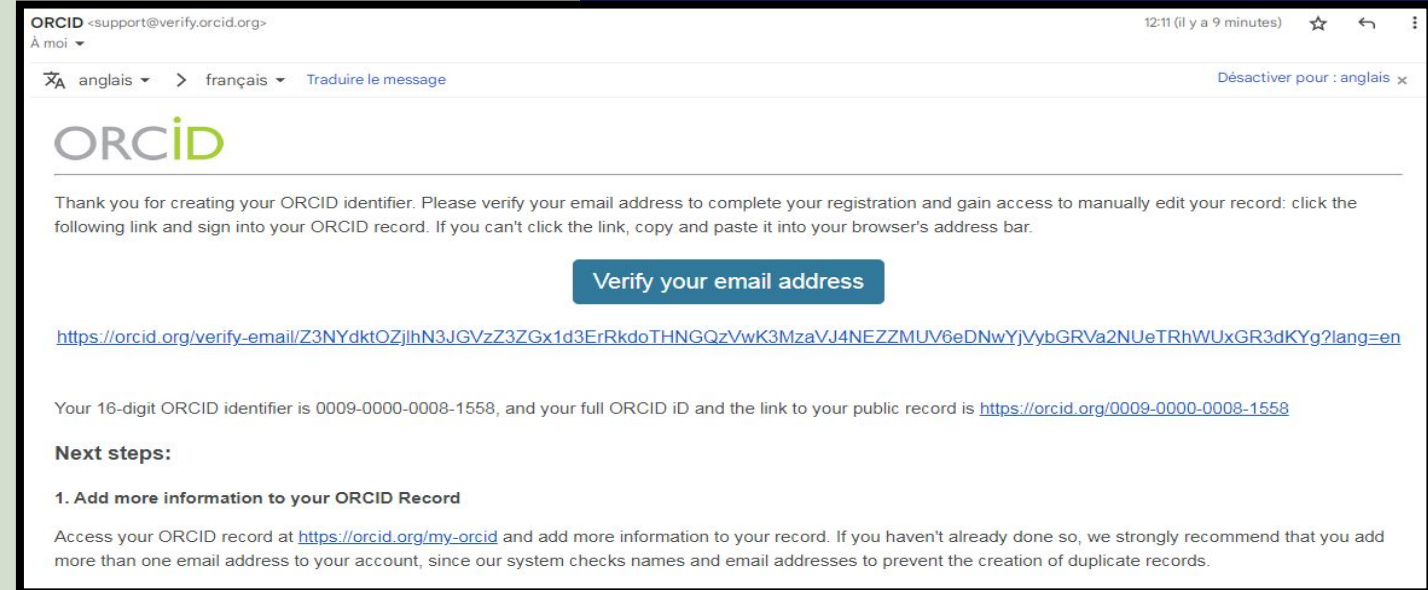 ORCID <support@verify.orcid.org>
12:11 (il y a 9 minutes)
À moi
anglais > français Traduire le message
Désactiver pour : anglais x
ORCiD
Thank you for creating your ORCID identifier. Please verify your email address to complete your registration and gain access to manually edit your record: click the
following link and sign into your ORCID record. If you can't click the link, copy and paste it into your browser's address bar.
Verify your email address
https://orcid.org/verify-email/Z3NYdktOZjlhN3JGVzZ3ZGx1d3ErRkdoTHNGQzVwK3MzaVJ4NEZZMUV6eDNwYjVybGRVa2NUeTRhWUxGR3dKYg?lang=en
Your 16-digit ORCID identifier is 0009-0000-0008-1558, and your full ORCID iD and the link to your public record is https://orcid.org/0009-0000-0008-1558
Next steps:
1. Add more information to your ORCID Record
Access your ORCID record at https://orcid.org/my-orcid and add more information to your record. If you haven't already done so, we strongly recommend that you add
more than one email address to your account, since our system checks names and email addresses to prevent the creation of duplicate records.